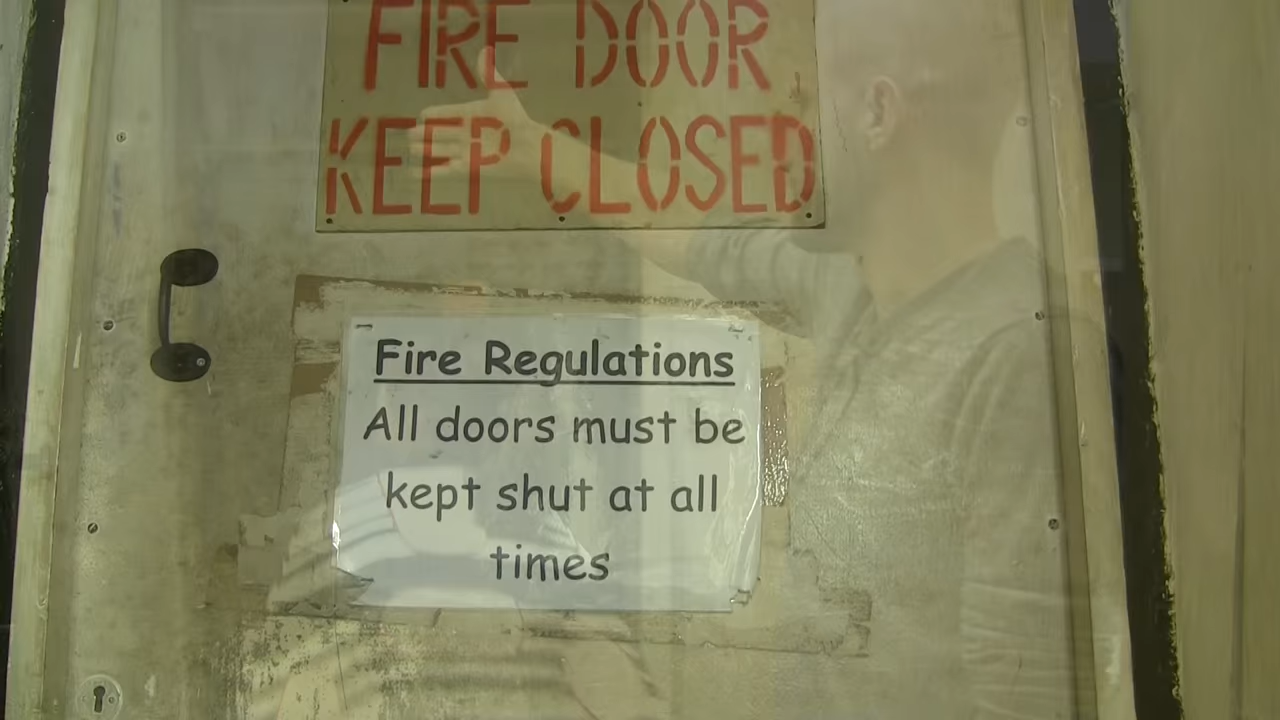 FIRE DOOR
KEEP CLOSED
Fire Regulations
All doors must be
kept shut at all
times